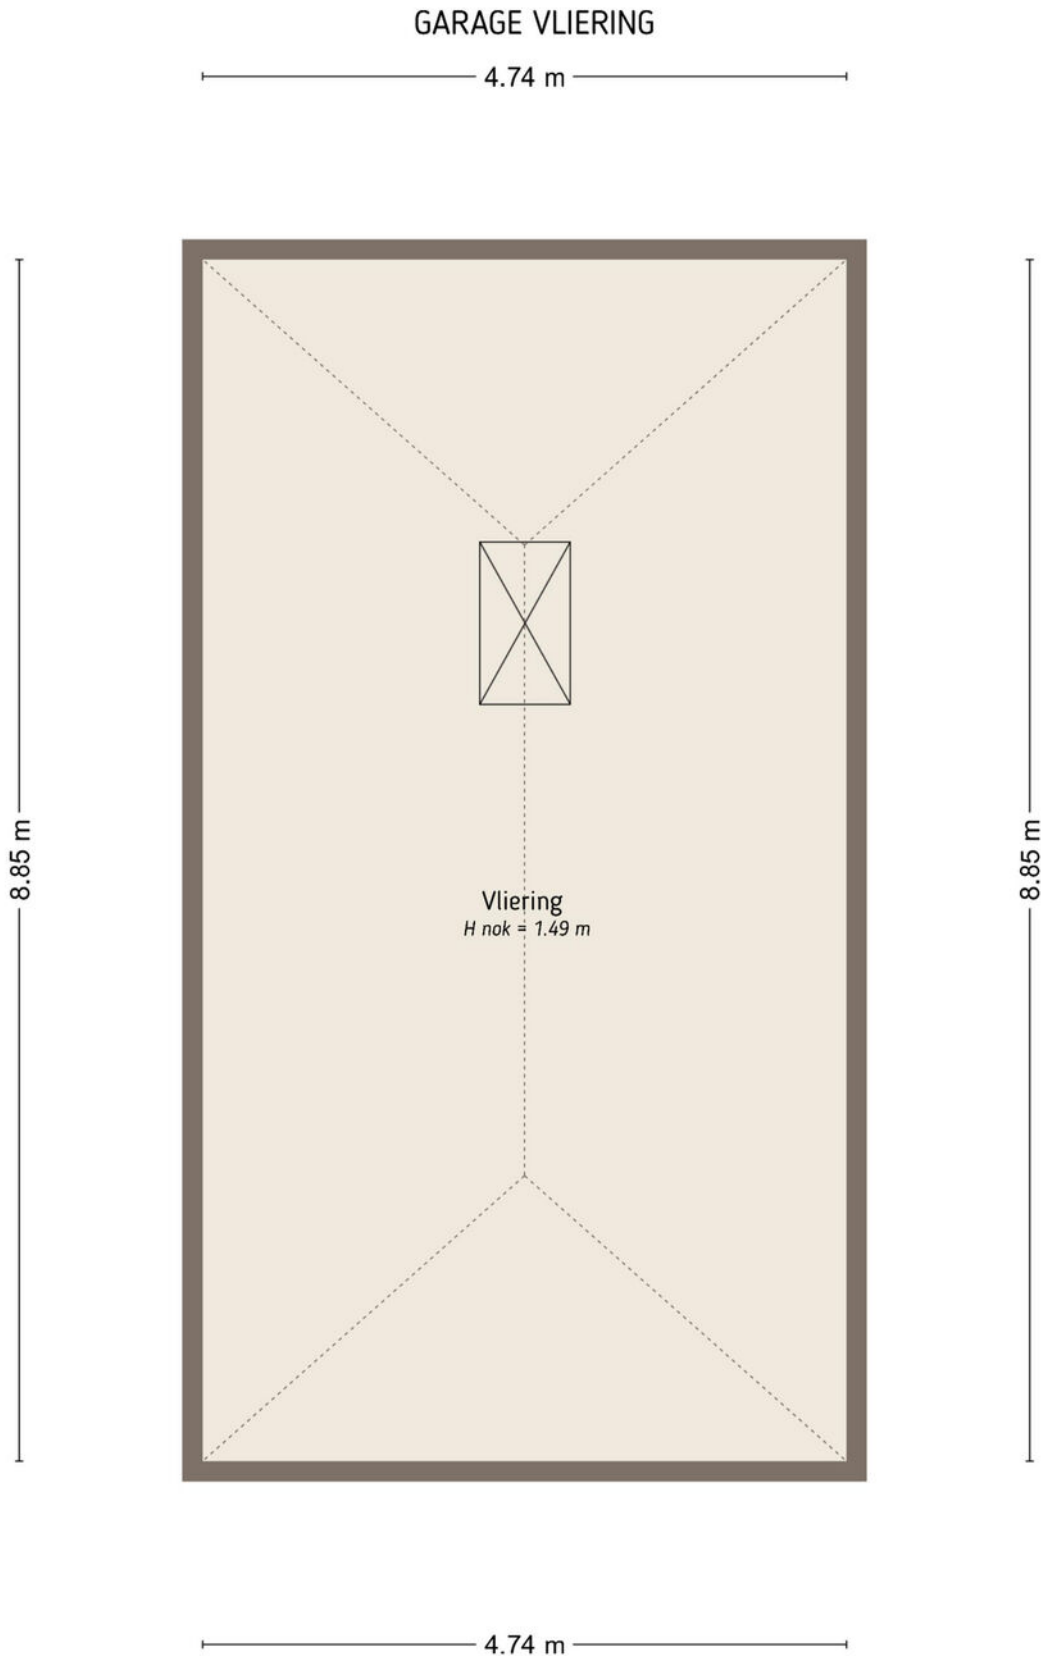 GARAGE VLIERING
4.74 m
8.85 m
8.85 m
Vliering
H nok = 1.49 m
4.74 m